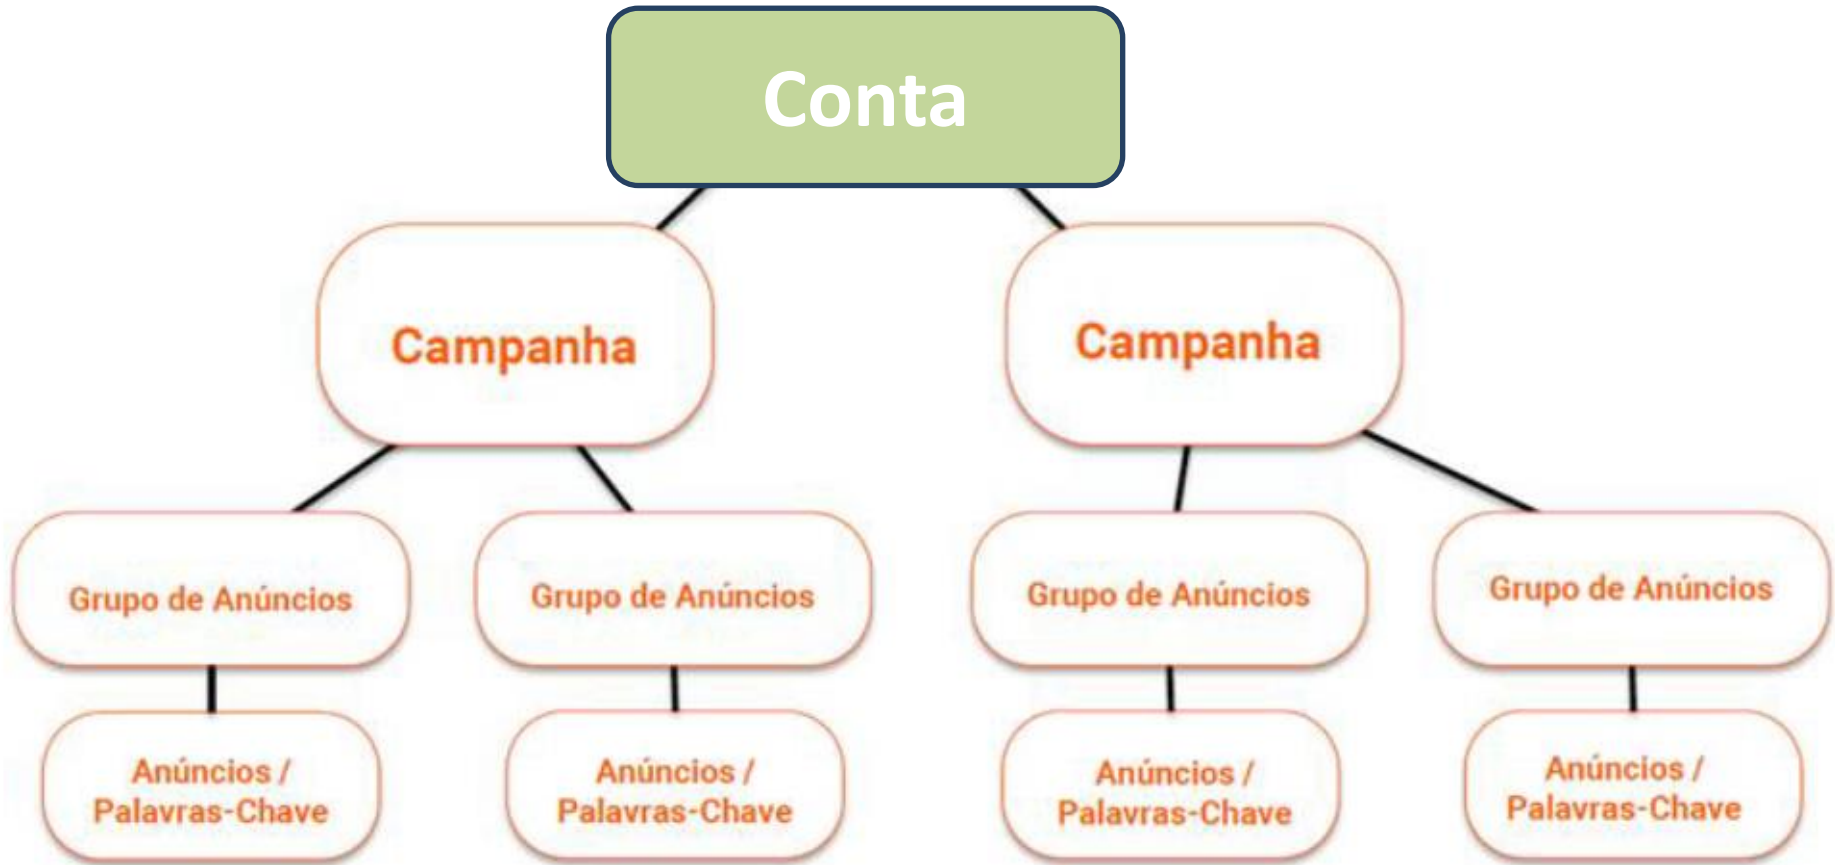 Conta
Campanha
Campanha
Grupo de Anúncios
Grupo de Anúncios
Grupo de Anúncios
Grupo de Anúncios
Anúncios /
Palavras-Chave
Anúncios /
Palavras-Chave
Anúncios /
Palavras-Chave
Anúncios /
Palavras-Chave